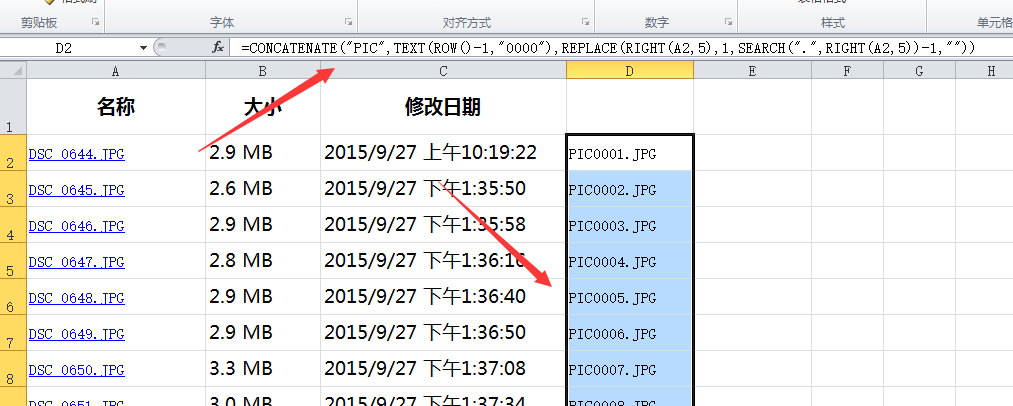 剪贴板 字体 对齐方式 数字 样式 单元格
D2 fx =CONCATENATE("PIC",TEXT(ROW()-1,"0000"),REPLACE(RIGHT(A2,5),1,SEARCH(".",RIGHT(A2,5))-1,""))
A B C D E F G H
1 名称 大小 修改日期
2 DSC_0644.JPG 2.9 MB 2015/9/27 上午10:19:22 PIC0001.JPG
3 DSC_0645.JPG 2.6 MB 2015/9/27 下午1:35:50 PIC0002.JPG
4 DSC_0646.JPG 2.9 MB 2015/9/27 下午1:35:58 PIC0003.JPG
5 DSC_0647.JPG 2.8 MB 2015/9/27 下午1:36:16 PIC0004.JPG
6 DSC_0648.JPG 2.9 MB 2015/9/27 下午1:36:40 PIC0005.JPG
7 DSC_0649.JPG 2.9 MB 2015/9/27 下午1:36:50 PIC0006.JPG
8 DSC_0650.JPG 3.3 MB 2015/9/27 下午1:37:08 PIC0007.JPG
DSC_0651.JPG 3.0 MB 2015/9/27 下午1:37:34 PIC0008.JPG